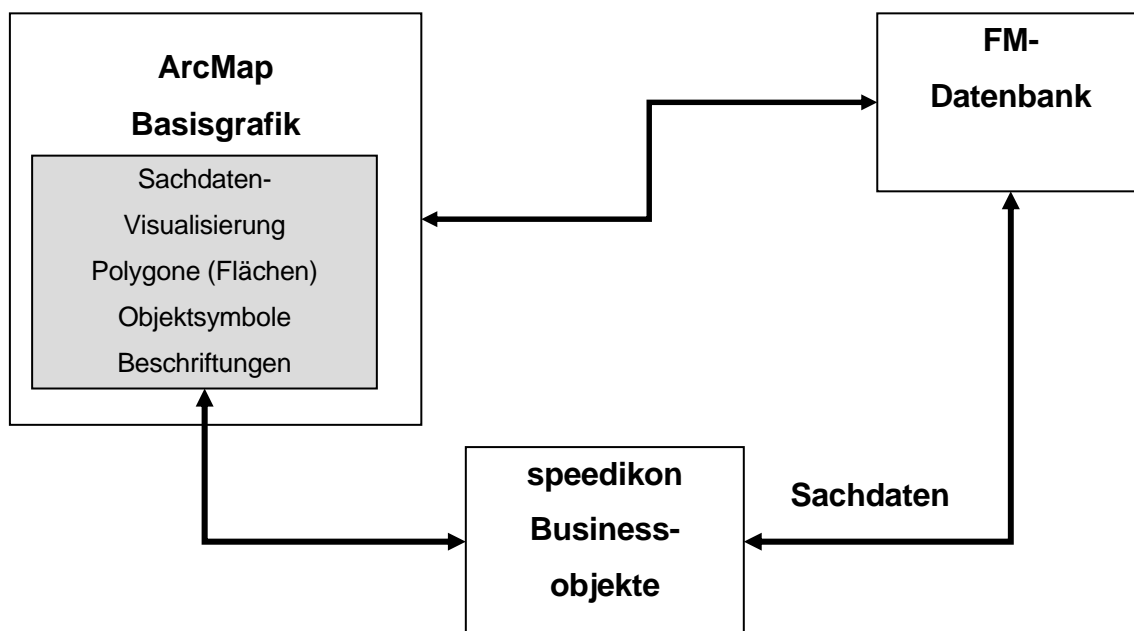 ArcMap
Basisgrafik
Sachdaten-
Visualisierung
Polygone (Flächen)
Objektsymbole
Beschriftungen
FM-
Datenbank
speedikon
Business-
objekte
Sachdaten